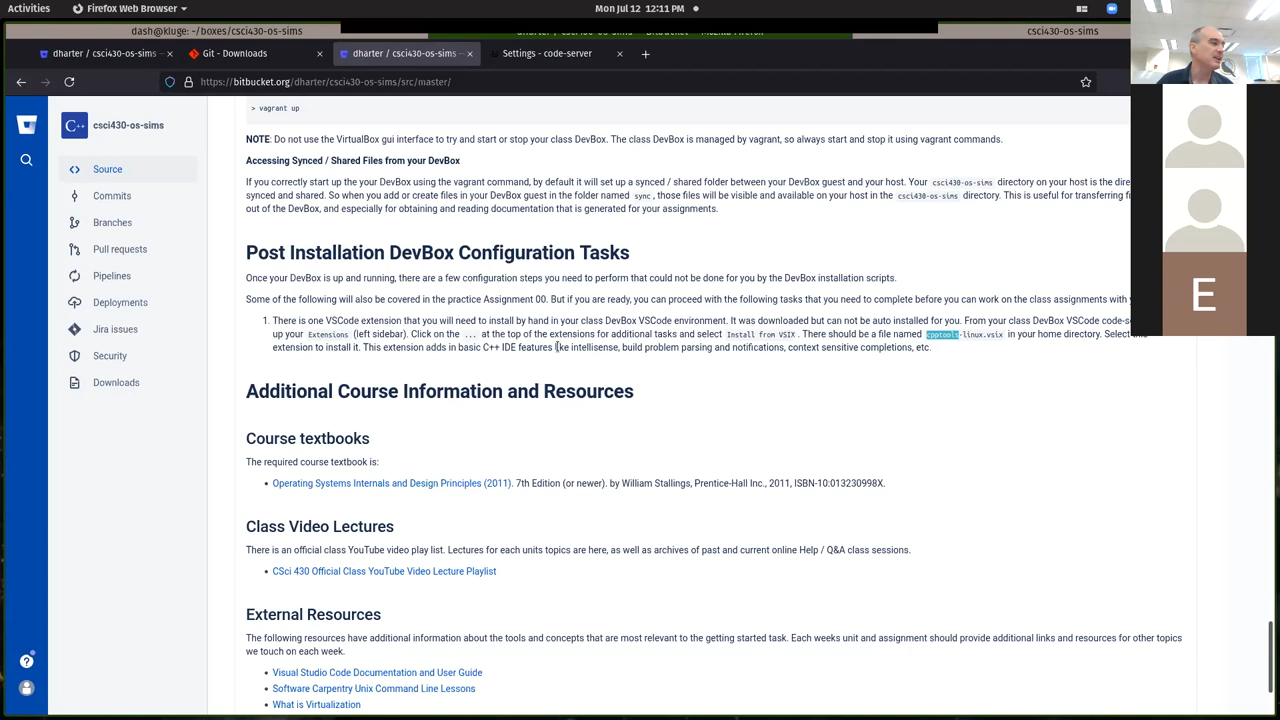 Activities
Firefox Web Browser
Mon Jul 12 12:11 PM
dash@kluge: ~/boxes/csci430-os-sims
csci430
dharter / csci430-os-sims
Git - Downloads
dharter / csci430-os-sims
Settings - code-server
https://bitbucket.org/dharter/csci430-os-sims/src/master/
C++
csci430-os-sims
Source
Commits
Branches
Pull requests
Pipelines
Deployments
Jira issues
Security
Downloads
> vagrant up
NOTE: Do not use the VirtualBox gui interface to try and start or stop your class DevBox. The class DevBox is managed by vagrant, so always start and stop it using vagrant commands.
Accessing Synced / Shared Files from your DevBox
If you correctly start up the your DevBox using the vagrant command, by default it will set up a synced / shared folder between your DevBox guest and your host. Your csci430-os-sims directory on your host is the dire
synced and shared. So when you add or create files in your DevBox guest in the folder named sync, those files will be visible and available on your host in the csci430-os-sims directory. This is useful for transferring fi
out of the DevBox, and especially for obtaining and reading documentation that is generated for your assignments.
Post Installation DevBox Configuration Tasks
Once your DevBox is up and running, there are a few configuration steps you need to perform that could not be done for you by the DevBox installation scripts.
Some of the following will also be covered in the practice Assignment 00. But if you are ready, you can proceed with the following tasks that you need to complete before you can work on the class assignments with
1. There is one VSCode extension that you will need to install by hand in your class DevBox VSCode environment. It was downloaded but can not be auto installed for you. From your class DevBox VSCode code-s
up your Extensions (left sidebar). Click on the ... at the top of the extensions for additional tasks and select Install from VSIX. There should be a file named cpptools-linux.vsix in your home directory. Select
extension to install it. This extension adds in basic C++ IDE features like intellisense, build problem parsing and notifications, context sensitive completions, etc.
Additional Course Information and Resources
Course textbooks
The required course textbook is:
• Operating Systems Internals and Design Principles (2011). 7th Edition (or newer). by William Stallings, Prentice-Hall Inc., 2011, ISBN-10:013230998X.
Class Video Lectures
There is an official class YouTube video play list. Lectures for each units topics are here, as well as archives of past and current online Help / Q&A class sessions.
• CSci 430 Official Class YouTube Video Lecture Playlist
External Resources
The following resources have additional information about the tools and concepts that are most relevant to the getting started task. Each weeks unit and assignment should provide additional links and resources for other topics
we touch on each week.
• Visual Studio Code Documentation and User Guide
• Software Carpentry Unix Command Line Lessons
• What is Virtualization
E